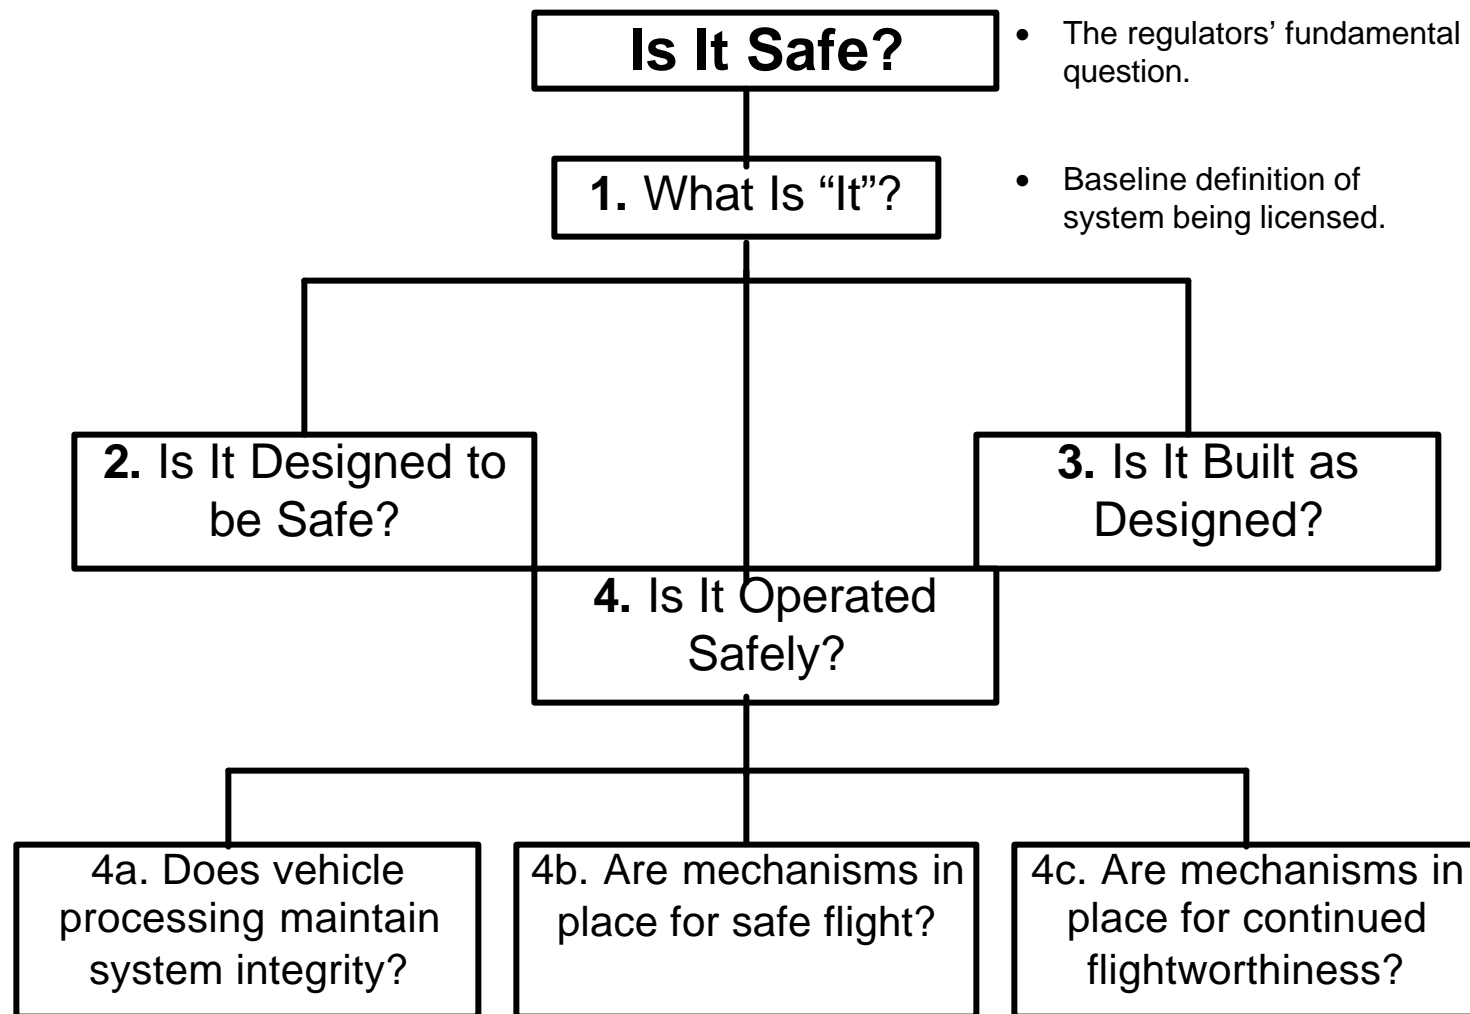 Is It Safe?
• The regulators’ fundamental
question.
1. What Is “It”?
• Baseline definition of
system being licensed.
2. Is It Designed to
be Safe?
3. Is It Built as
Designed?
4. Is It Operated
Safely?
4a. Does vehicle
processing maintain
system integrity?
4b. Are mechanisms in
place for safe flight?
4c. Are mechanisms in
place for continued
flightworthiness?